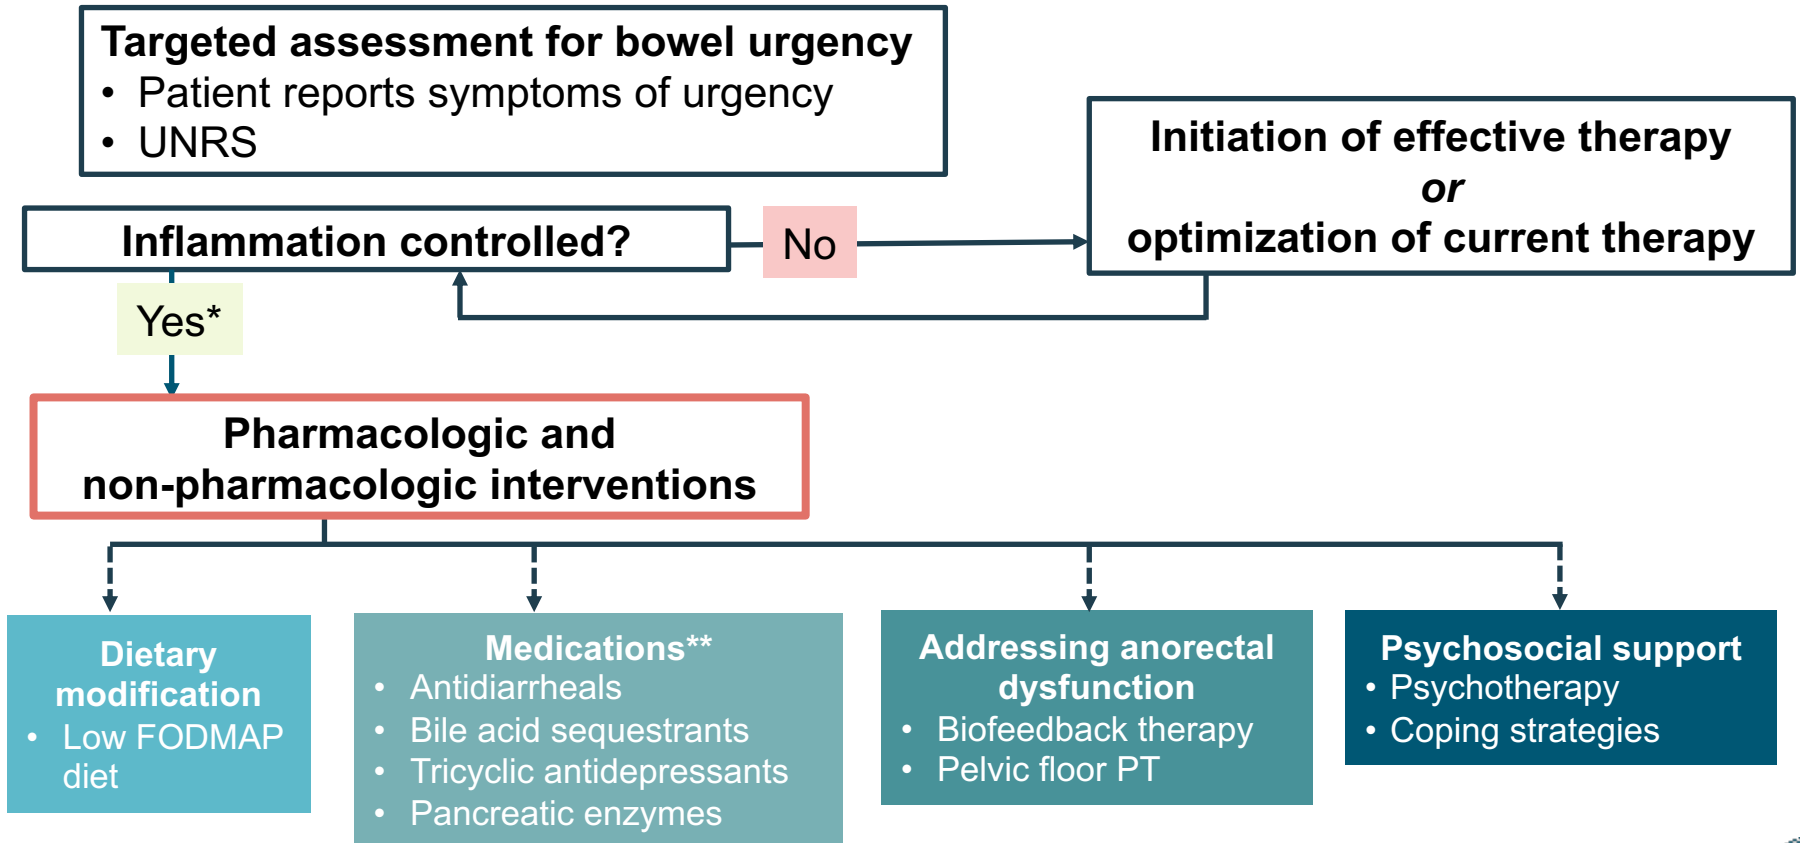 Targeted assessment for bowel urgency
• Patient reports symptoms of urgency
• UNRS
Inflammation controlled?
No
Initiation of effective therapy
or
optimization of current therapy
Yes*
Pharmacologic and
non-pharmacologic interventions
Dietary
modification
• Low FODMAP
diet
Medications**
• Antidiarrheals
• Bile acid sequestrants
• Tricyclic antidepressants
• Pancreatic enzymes
Addressing anorectal
dysfunction
• Biofeedback therapy
• Pelvic floor PT
Psychosocial support
• Psychotherapy
• Coping strategies